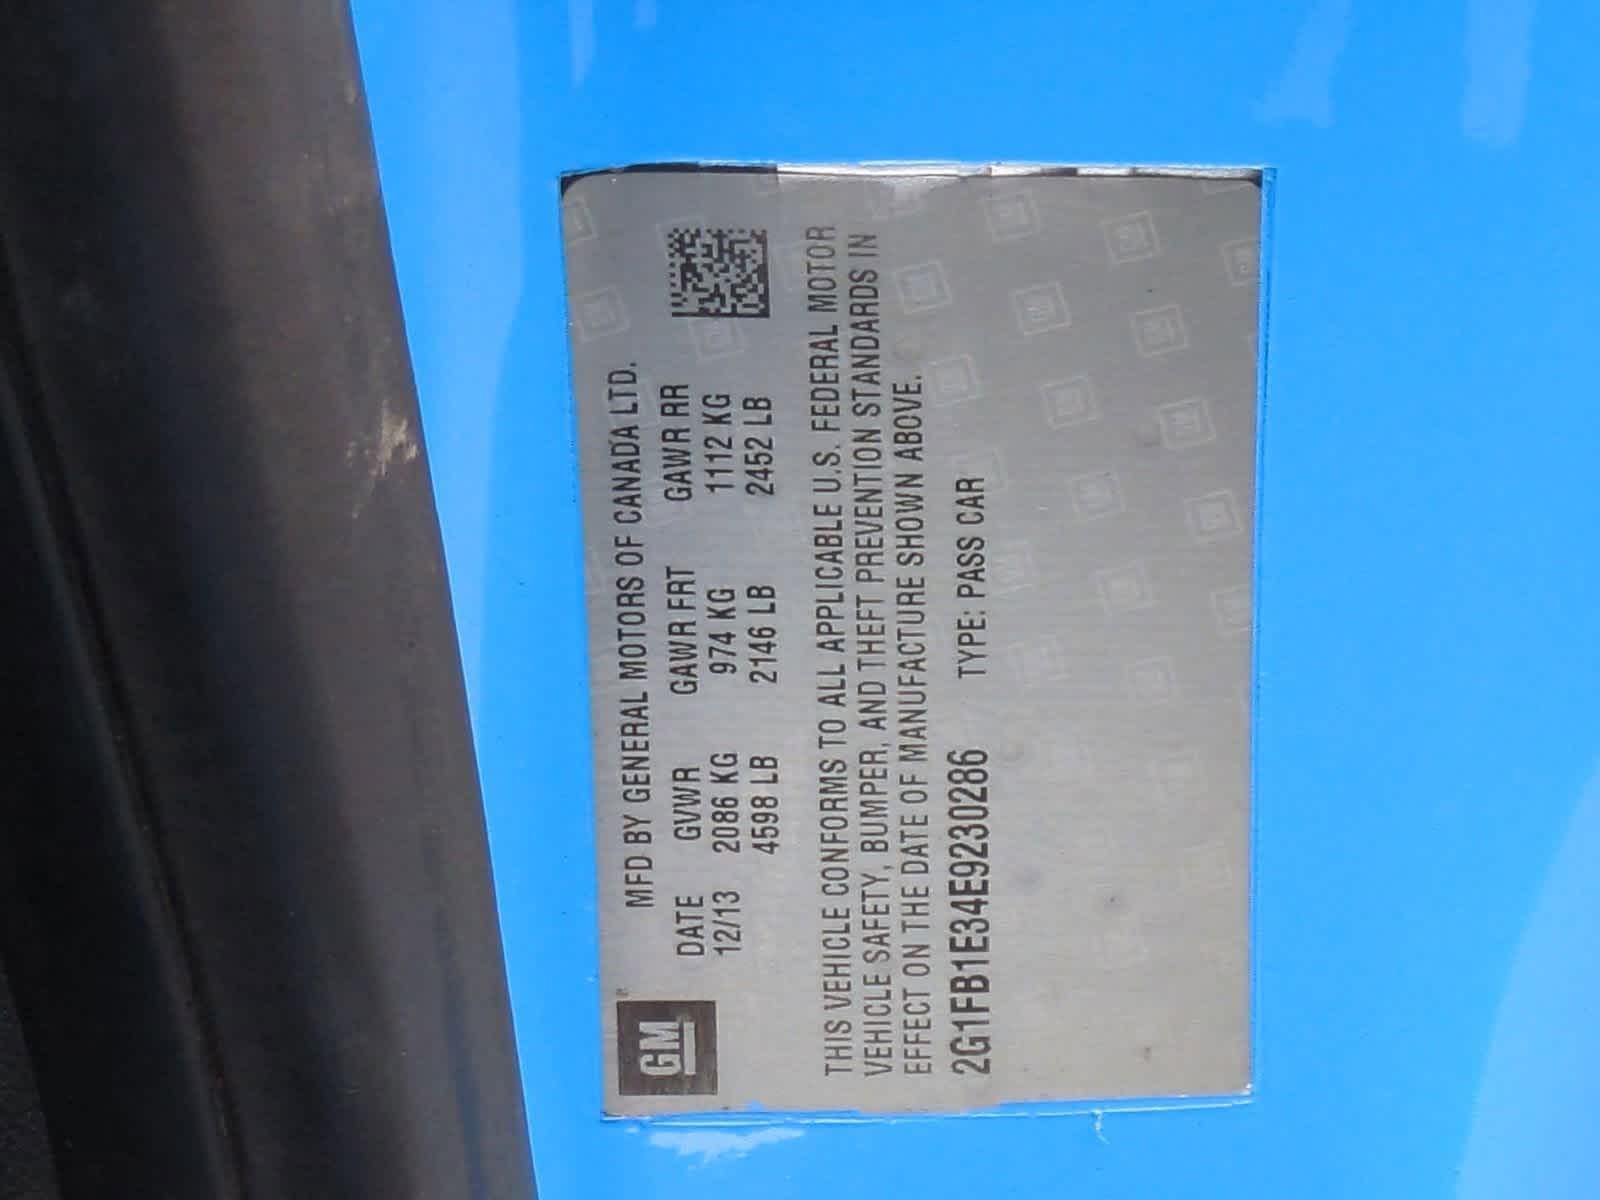 GM
MFD BY GENERAL MOTORS OF CANADA LTD.
DATE GVWR GAWR FRT GAWR RR
12/13 2086 KG 974 KG 1112 KG
4598 LB 2146 LB 2452 LB
THIS VEHICLE CONFORMS TO ALL APPLICABLE U.S. FEDERAL MOTOR
VEHICLE SAFETY, BUMPER, AND THEFT PREVENTION STANDARDS IN
EFFECT ON THE DATE OF MANUFACTURE SHOWN ABOVE.
2G1FB1E34E9230286 TYPE: PASS CAR